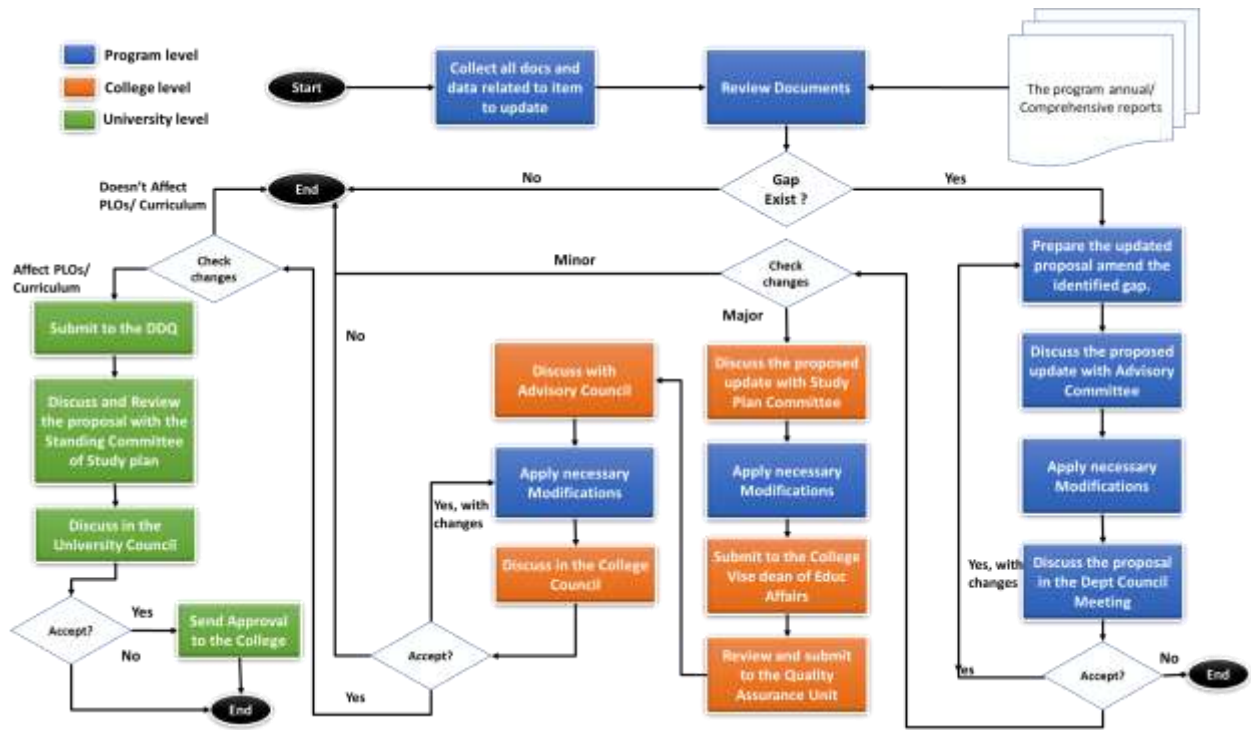 Program level
College level
University level
Start
Collect all docs and
data related to item
to update
Review Documents
The program annual/
Comprehensive reports
Gap
Exist ?
No
Yes
End
Doesn't Affect
PLOs/ Curriculum
Check
changes
Affect PLOs/
Curriculum
Submit to the DDQ
Discuss and Review
the proposal with the
Standing Committee
of Study plan
Discuss in the
University Council
Accept?
Yes
No
Send Approval
to the College
End
Minor
Check
changes
Major
No
Discuss with
Advisory Council
Apply necessary
Modifications
Yes, with
changes
Discuss in the College
Council
Accept?
Yes
Discuss the proposed
update with Study
Plan Committee
Apply necessary
Modifications
Submit to the College
Vise dean of Educ
Affairs
Review and submit
to the Quality
Assurance Unit
Prepare the updated
proposal amend the
identified gap.
Discuss the proposed
update with Advisory
Committee
Apply necessary
Modifications
Yes, with
changes
Discuss the proposal
in the Dept Council
Meeting
Yes
Accept?
No
End